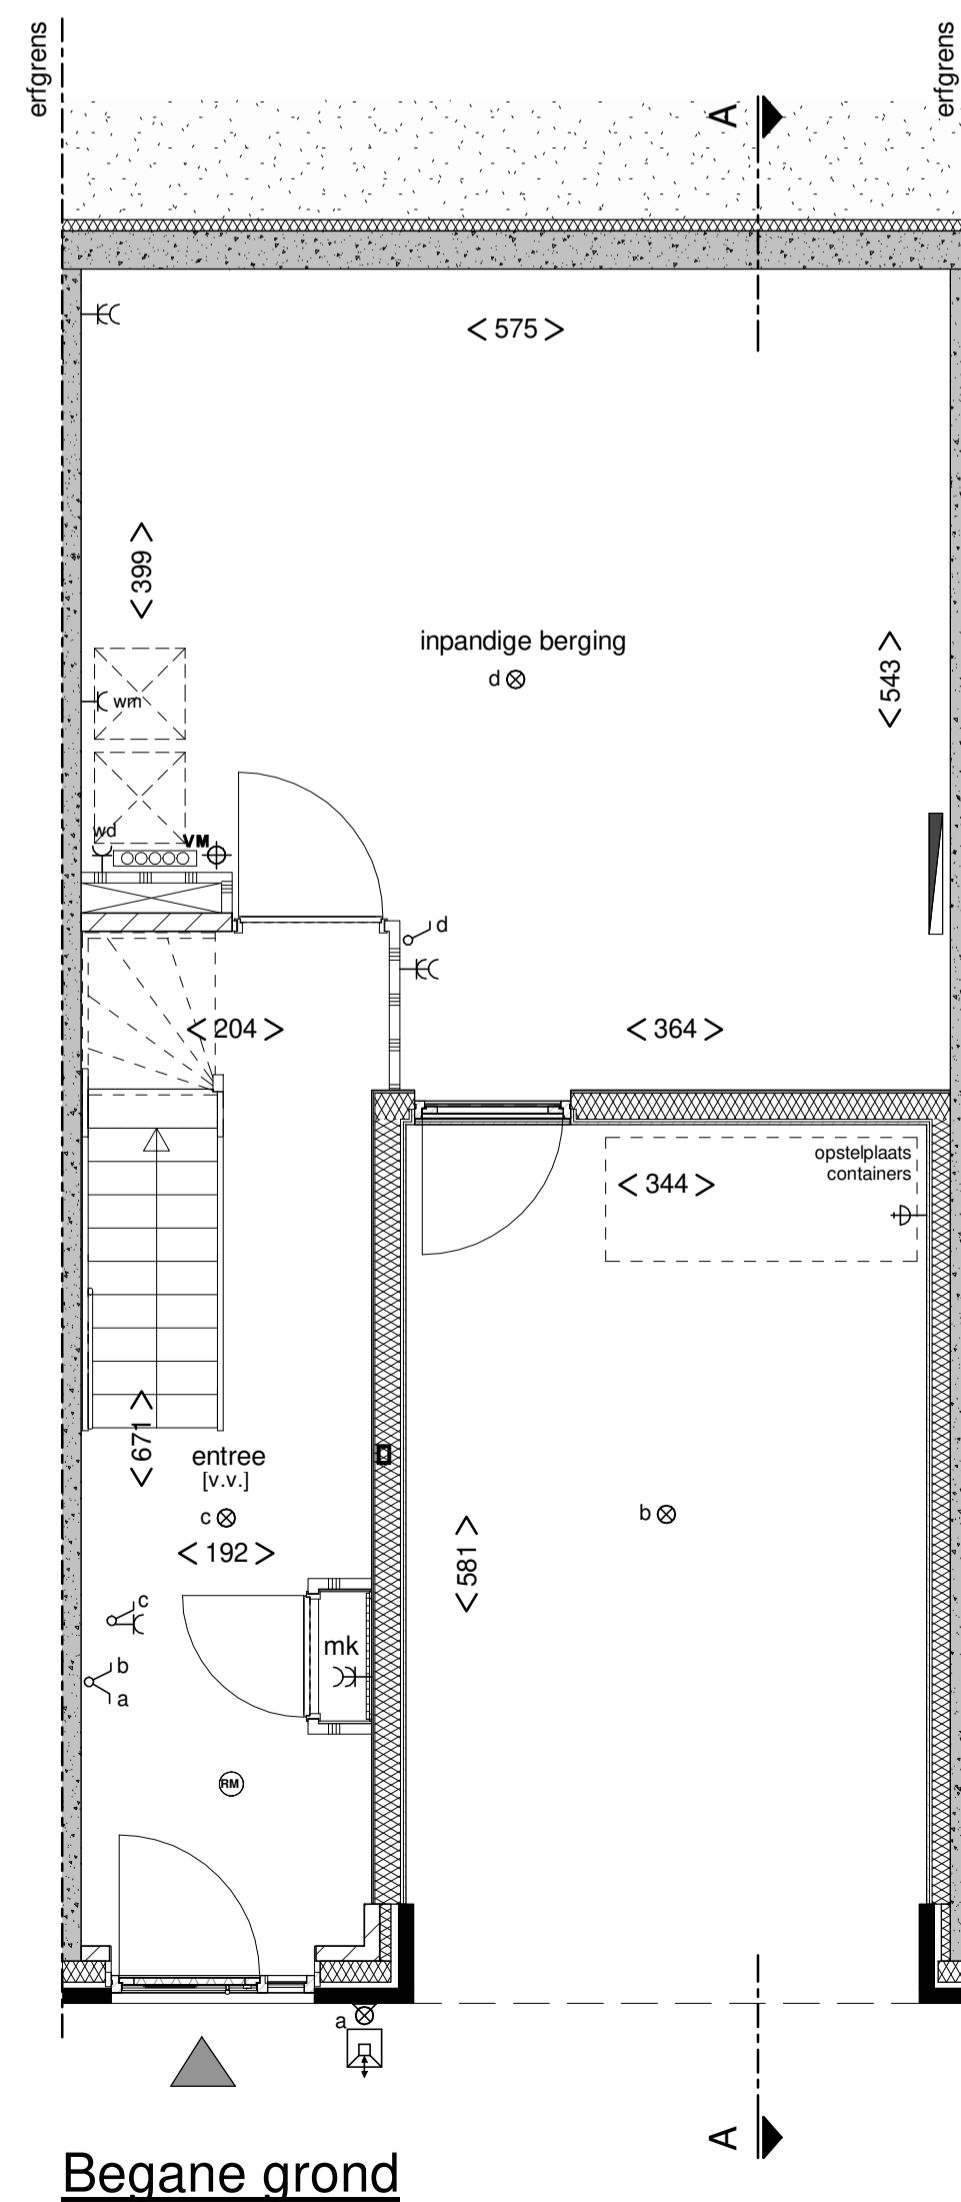 erfgrens
erfgrens
A
< 575 >
< 399 >
inpandige berging
d
< 543 >
wm
wd
VM
d
< 204 >
< 364 >
opstelplaats
containers
< 344 >
< 671 >
entree
[v.v.]
c
b
< 192 >
< 581 >
c
mk
b
a
RM
a
A
Begane grond